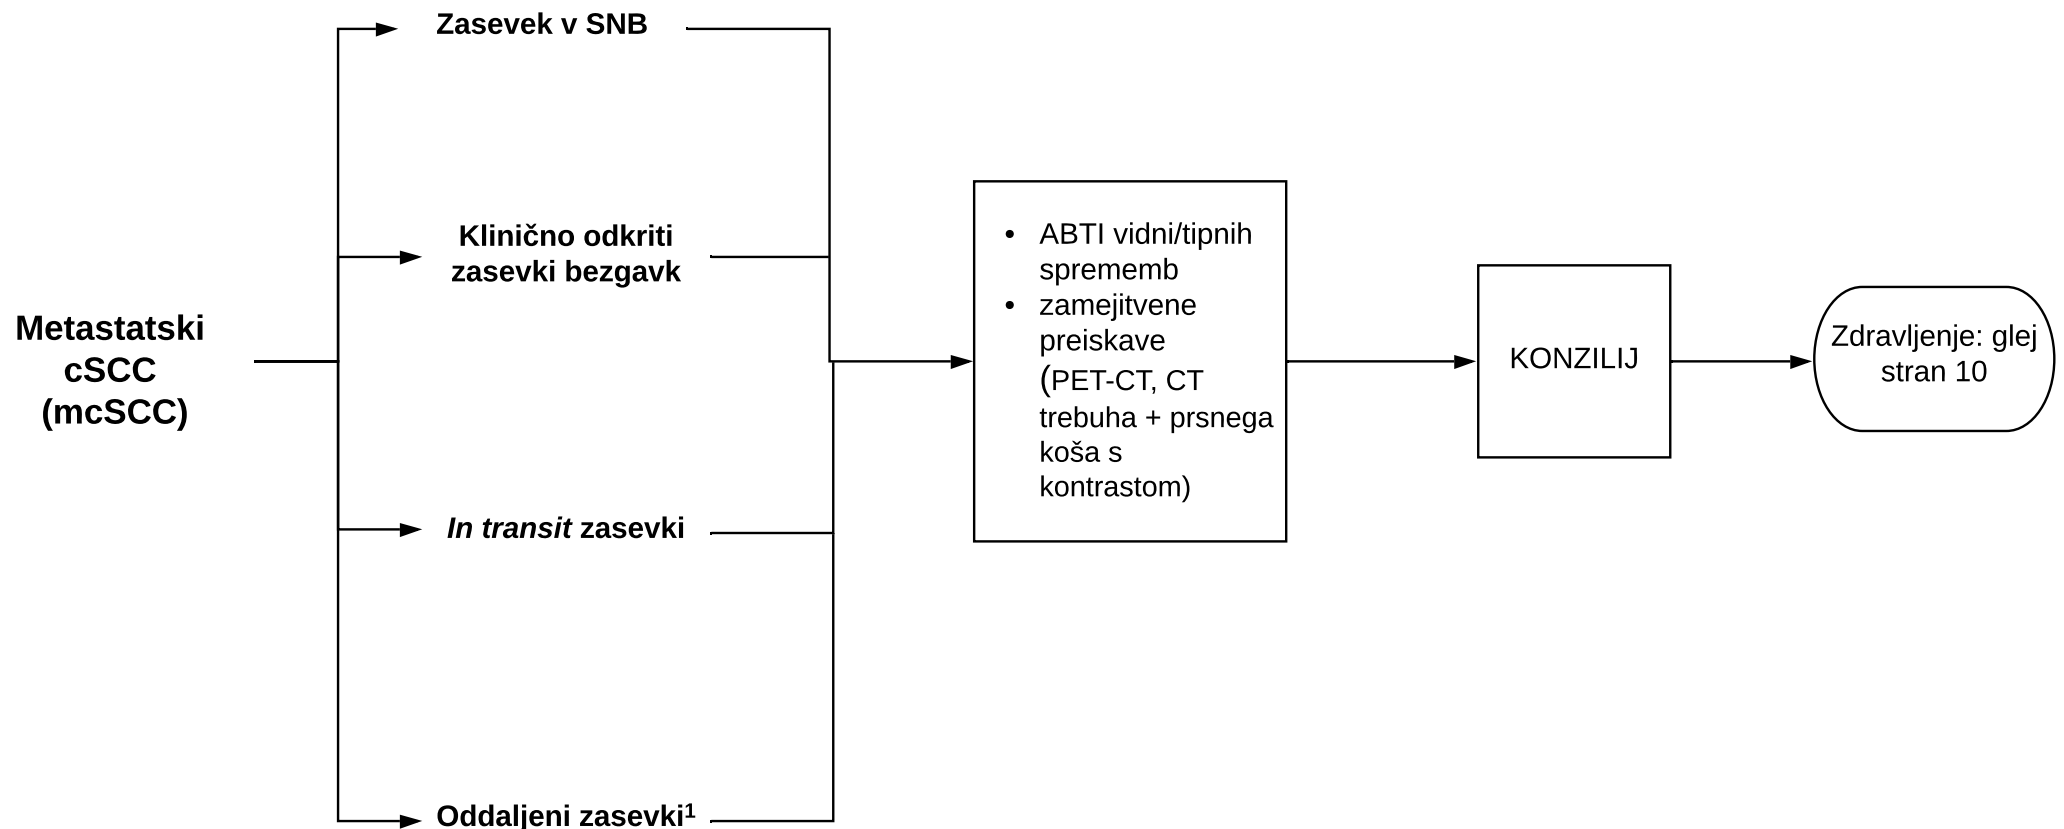 Zasevek v SNB
Klinično odkriti
zasevki bezgavk
Metastatski
cSCC
(mcSCC)
In transit zasevki
Oddaljeni zasevki¹
• ABTI vidni/tipnih
sprememb
• zamejitvene
preiskave
(PET-CT, CT
trebuha + prsnega
koša s
kontrastom)
KONZILIJ
Zdravljenje: glej
stran 10